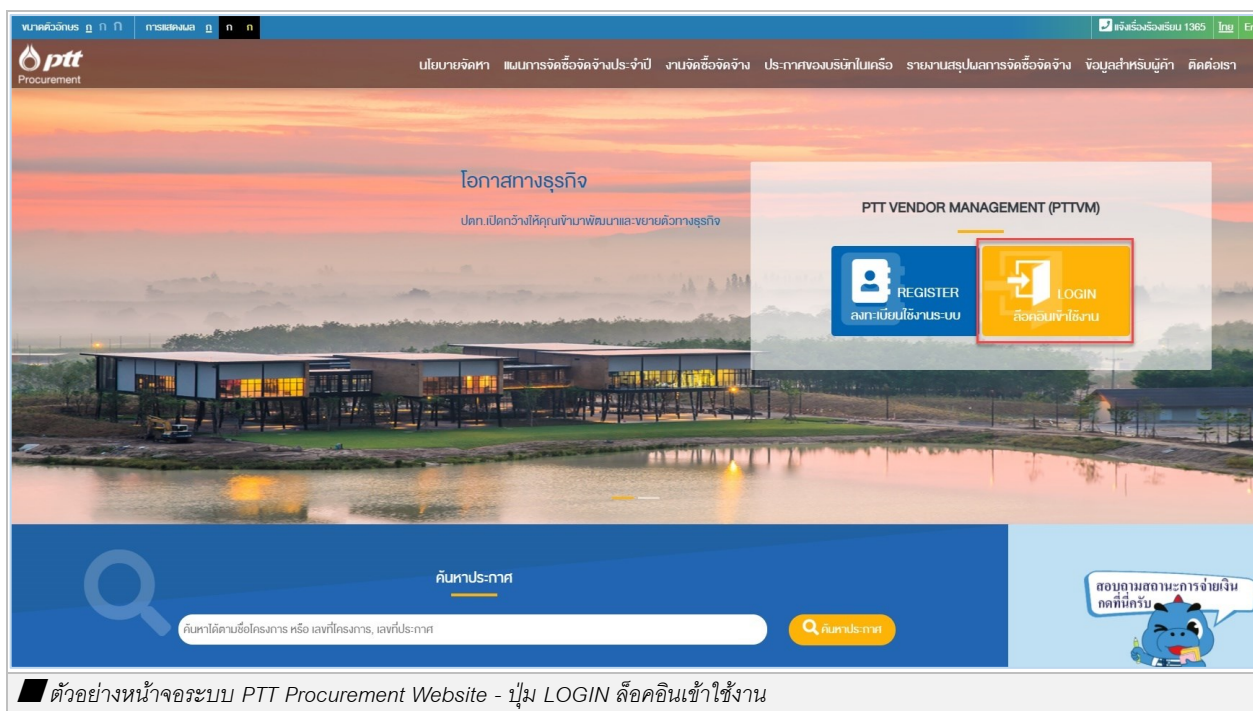 ขนาดตัวอักษร ก ก ก การแสดงผล ก ก ก แจ้งเรื่องร้องเรียน 1365 ไทย En
ptt
Procurement
นโยบายจัดหา แผนการจัดซื้อจัดจ้างประจำปี งานจัดซื้อจัดจ้าง ประกาศของบริษัทในเครือ รายงานสรุปผลการจัดซื้อจัดจ้าง ข้อมูลสำหรับผู้ค้า ติดต่อเรา
โอกาสทางธุรกิจ
ปตท.เปิดกว้างให้คุณเข้ามาพัฒนาและขยายตัวทางธุรกิจ
PTT VENDOR MANAGEMENT (PTTVM)
REGISTER
ลงทะเบียนใช้งานระบบ
LOGIN
ล็อคอินเข้าใช้งาน
ค้นหาประกาศ
ค้นหาได้ตามชื่อโครงการ หรือ เลขที่โครงการ, เลขที่ประกาศ
ค้นหาประกาศ
สอบถามสถานะการจ่ายเงิน
กดที่นี่ครับ
ตัวอย่างหน้าจอระบบ PTT Procurement Website - ปุ่ม LOGIN ล็อคอินเข้าใช้งาน